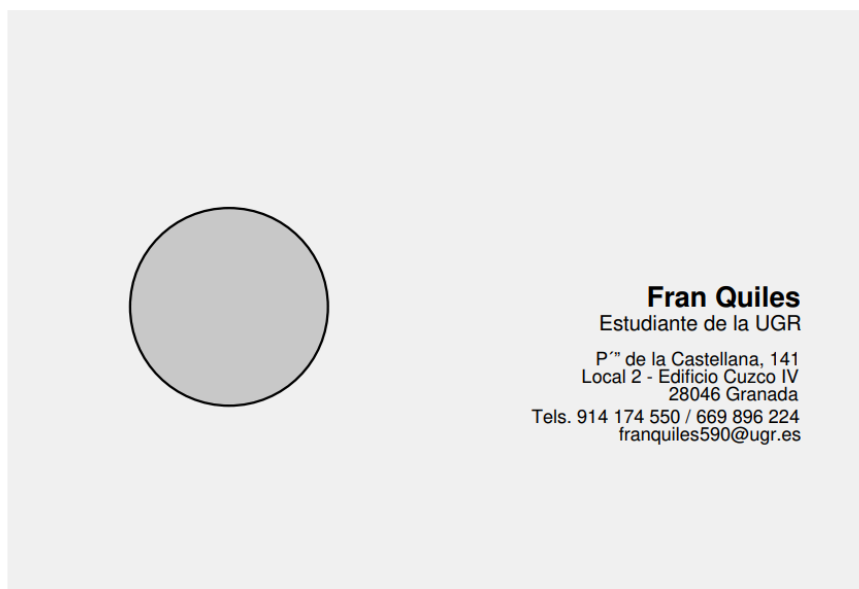 Fran Quiles
Estudiante de la UGR
P´” de la Castellana, 141
Local 2 - Edificio Cuzco IV
28046 Granada
Tels. 914 174 550 / 669 896 224
franquiles590@ugr.es